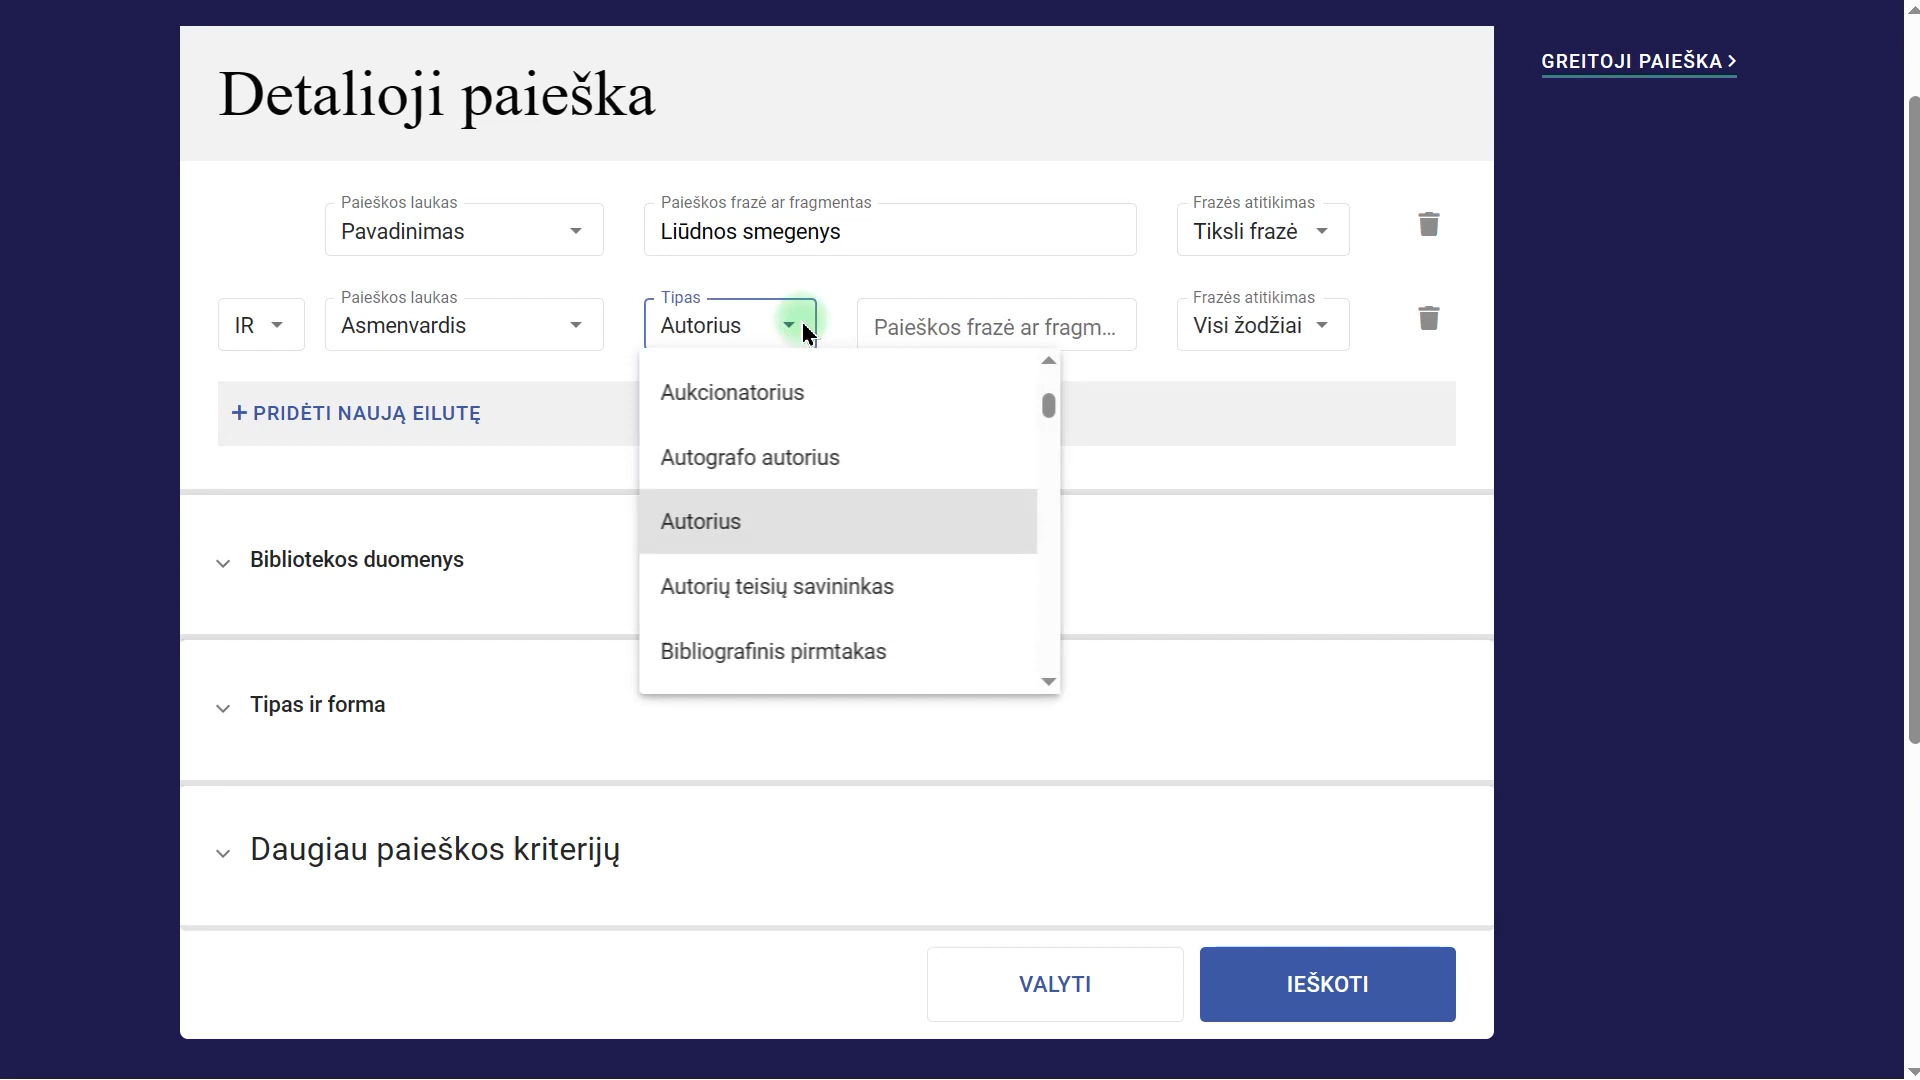 GREITOJI PAIEŠKA >
Detalioji paieška
Paieškos laukas
Pavadinimas
Paieškos frazė ar fragmentas
Liūdnos smegenys
Frazės atitikimas
Tiksli frazė
IR
Paieškos laukas
Asmenvardis
Tipas
Autorius
Paieškos frazė ar fragm...
Frazės atitikimas
Visi žodžiai
Aukcionatorius
Autografo autorius
Autorius
Autorių teisių savininkas
Bibliografinis pirmtakas
+ PRIDĖTI NAUJĄ EILUTĘ
Bibliotekos duomenys
Tipas ir forma
Daugiau paieškos kriterijų
VALYTI
IEŠKOTI